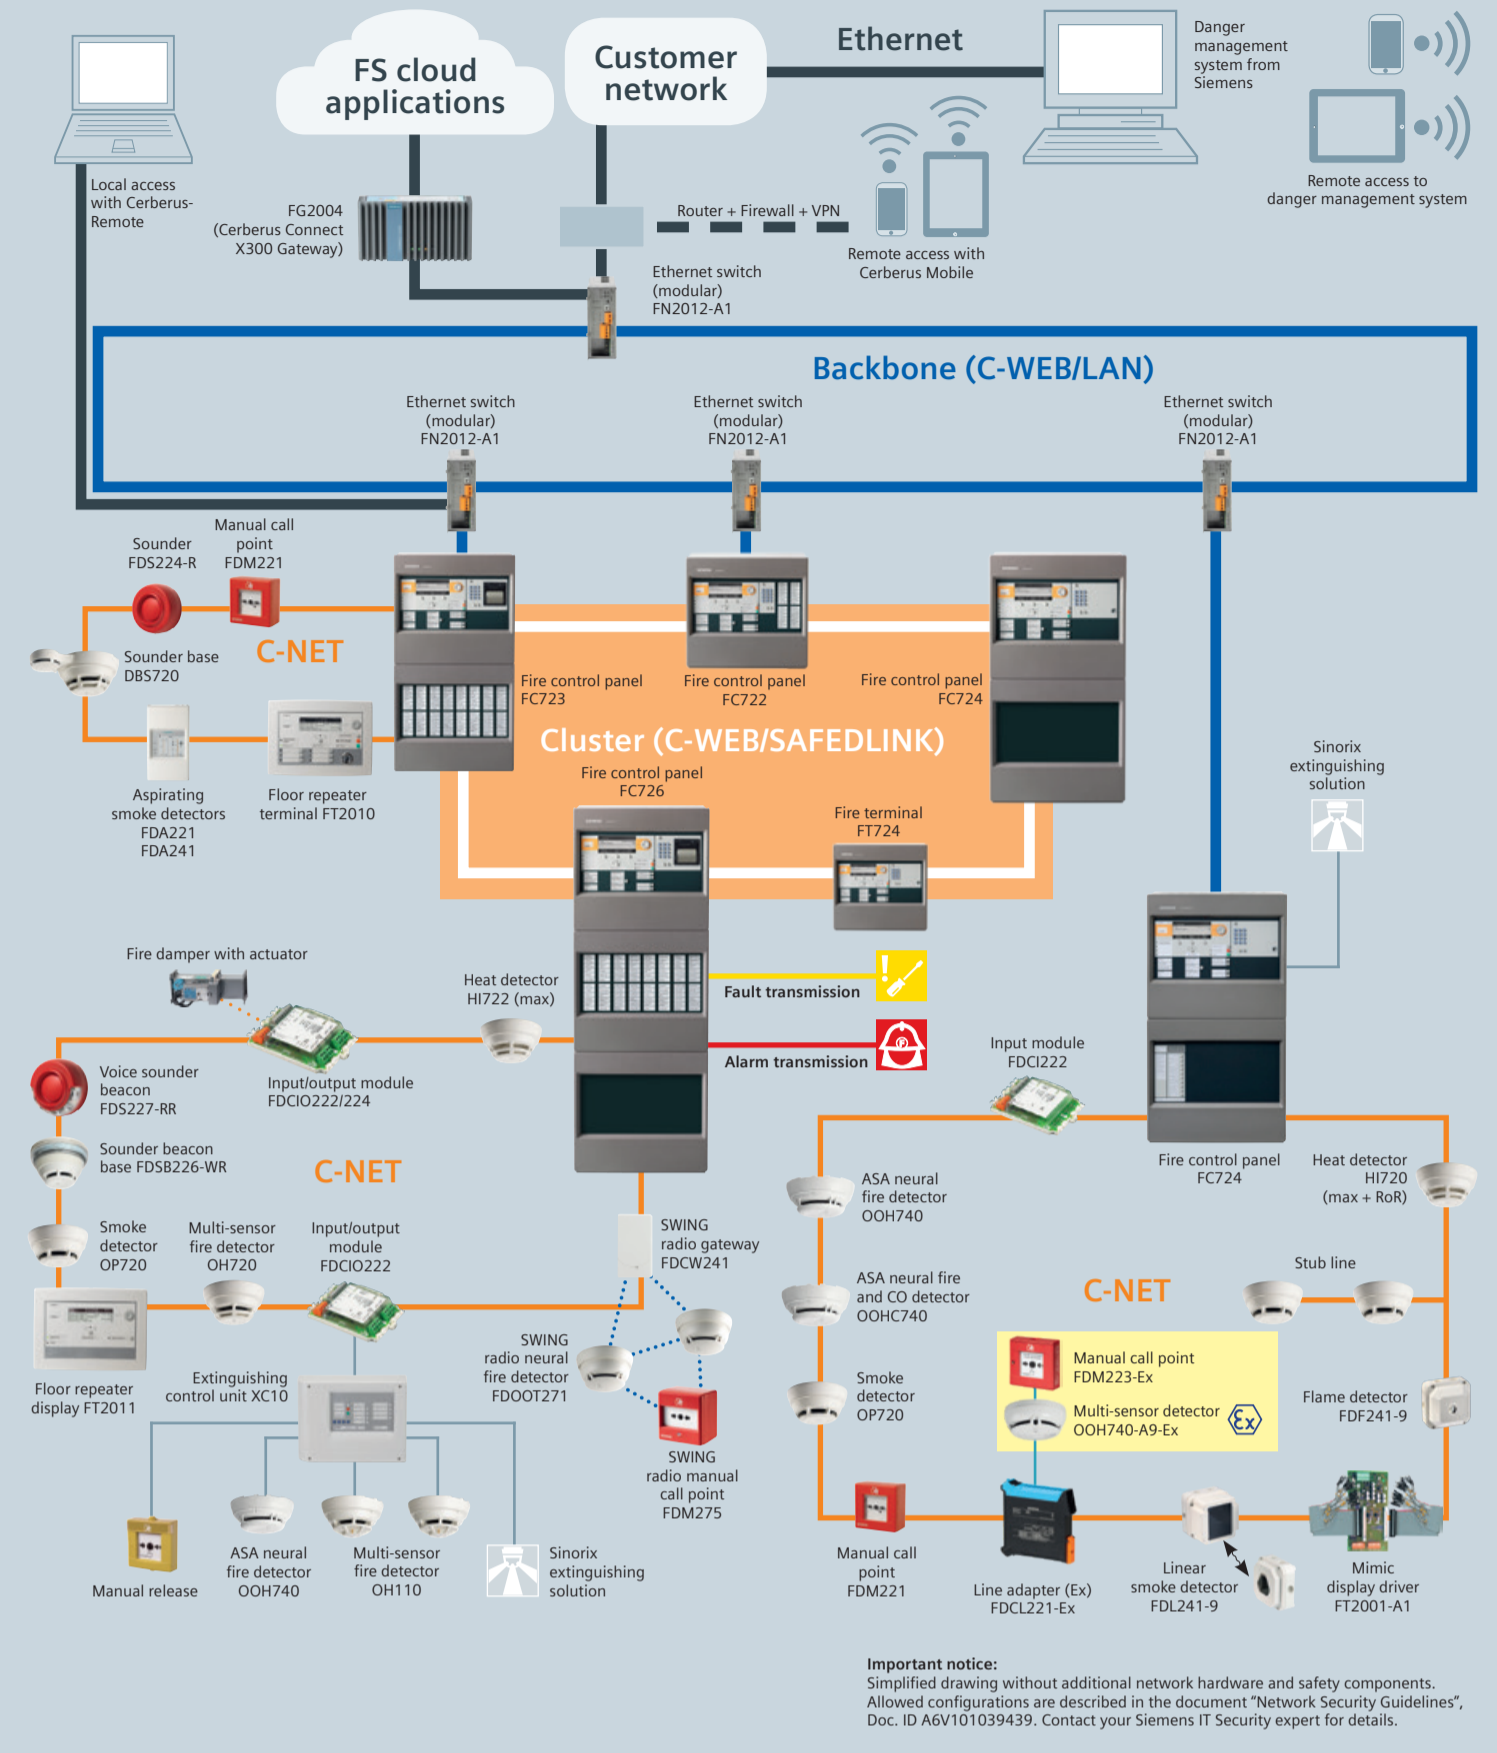 FS cloud
applications
Customer
network
Ethernet
Danger
management
system from
Siemens
Local access
with Cerberus-
Remote
FG2004
(Cerberus Connect
X300 Gateway)
Router + Firewall + VPN
Remote access with
Cerberus Mobile
Remote access to
danger management system
Ethernet switch
(modular)
FN2012-A1
Backbone (C-WEB/LAN)
Ethernet switch
(modular)
FN2012-A1
Ethernet switch
(modular)
FN2012-A1
Ethernet switch
(modular)
FN2012-A1
Sounder
FDS224-R
Manual call
point
FDM221
C-NET
Sounder base
DBS720
Aspirating
smoke detectors
FDA221
FDA241
Floor repeater
terminal FT2010
Fire control panel
FC723
Fire control panel
FC722
Fire control panel
FC724
Cluster (C-WEB/SAFEDLINK)
Fire control panel
FC726
Fire terminal
FT724
Sinorix
extinguishing
solution
Fire damper with actuator
Heat detector
HI722 (max)
Fault transmission
Alarm transmission
Input/output module
FDCIO222/224
Voice sounder
beacon
FDS227-RR
Sounder beacon
base FDSB226-WR
C-NET
Smoke
detector
OP720
Multi-sensor
fire detector
OH720
Input/output
module
FDCIO222
SWING
radio gateway
FDCW241
SWING
radio neural
fire detector
FDOOT271
SWING
radio manual
call point
FDM275
Floor repeater
display FT2011
Extinguishing
control unit XC10
Manual release
ASA neural
fire detector
OOH740
Multi-sensor
fire detector
OH110
Sinorix
extinguishing
solution
Input module
FDCI222
Fire control panel
FC724
Heat detector
HI720
(max + RoR)
ASA neural
fire detector
OOH740
ASA neural fire
and CO detector
OOHC740
Smoke
detector
OP720
C-NET
Stub line
Manual call point
FDM223-Ex
Multi-sensor detector
OOH740-A9-Ex
Ex
Flame detector
FDF241-9
Manual call
point
FDM221
Line adapter (Ex)
FDCL221-Ex
Linear
smoke detector
FDL241-9
Mimic
display driver
FT2001-A1
Important notice:
Simplified drawing without additional network hardware and safety components.
Allowed configurations are described in the document “Network Security Guidelines”,
Doc. ID A6V101039439. Contact your Siemens IT Security expert for details.